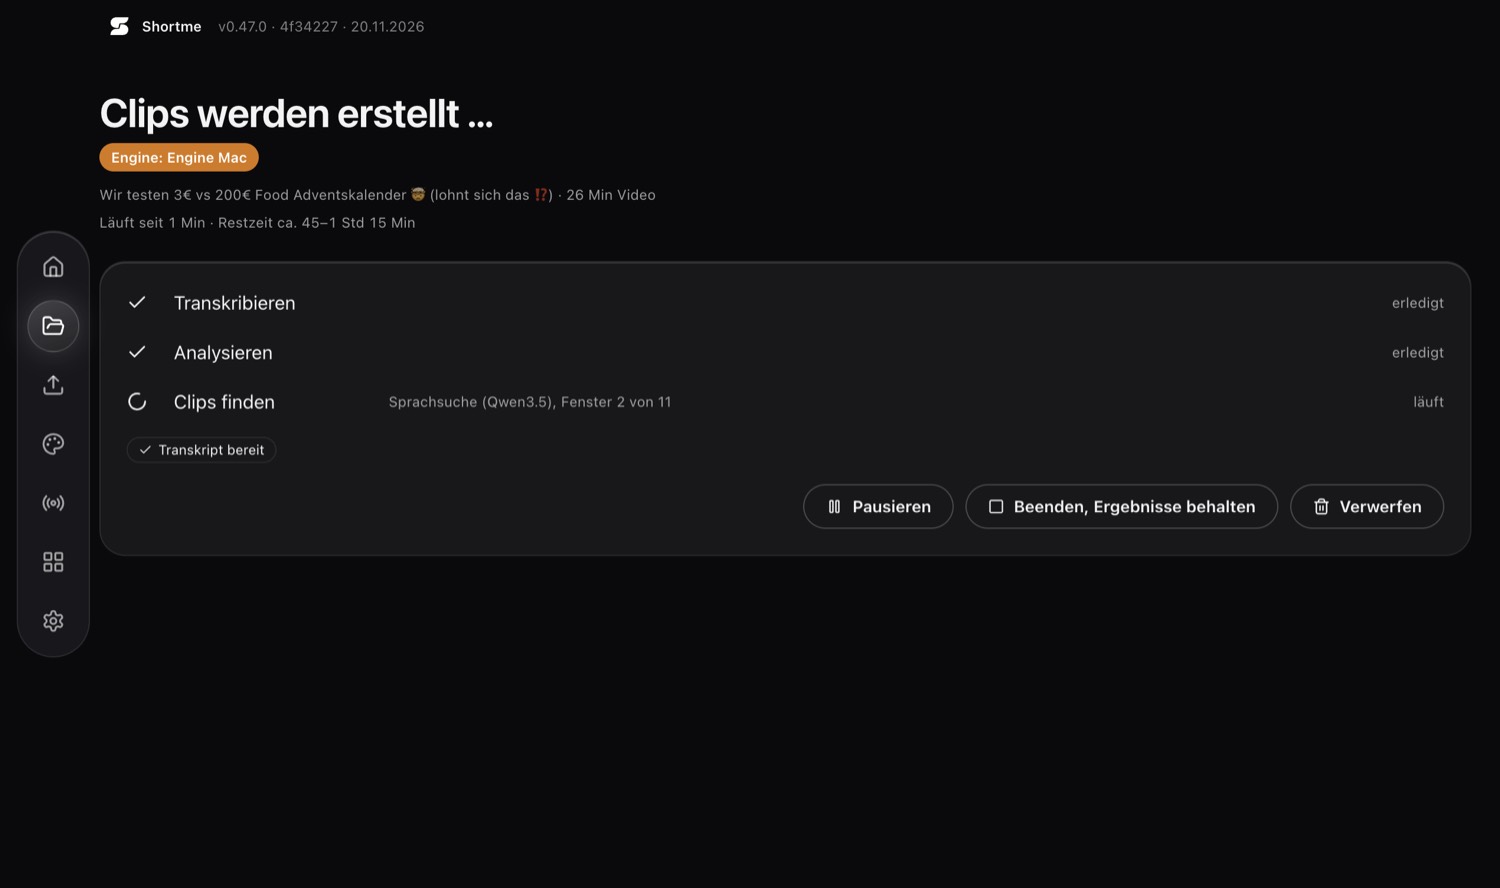 Shortme v0.47.0 · 4f34227 · 20.11.2026
Clips werden erstellt ...
Engine: Engine Mac
Wir testen 3€ vs 200€ Food Adventskalender 🤯 (lohnt sich das ⁉️) · 26 Min Video
Läuft seit 1 Min · Restzeit ca. 45–1 Std 15 Min
Transkribieren erledigt
Analysieren erledigt
Clips finden Sprachsuche (Qwen3.5), Fenster 2 von 11 läuft
Transkript bereit
Pausieren Beenden, Ergebnisse behalten Verwerfen